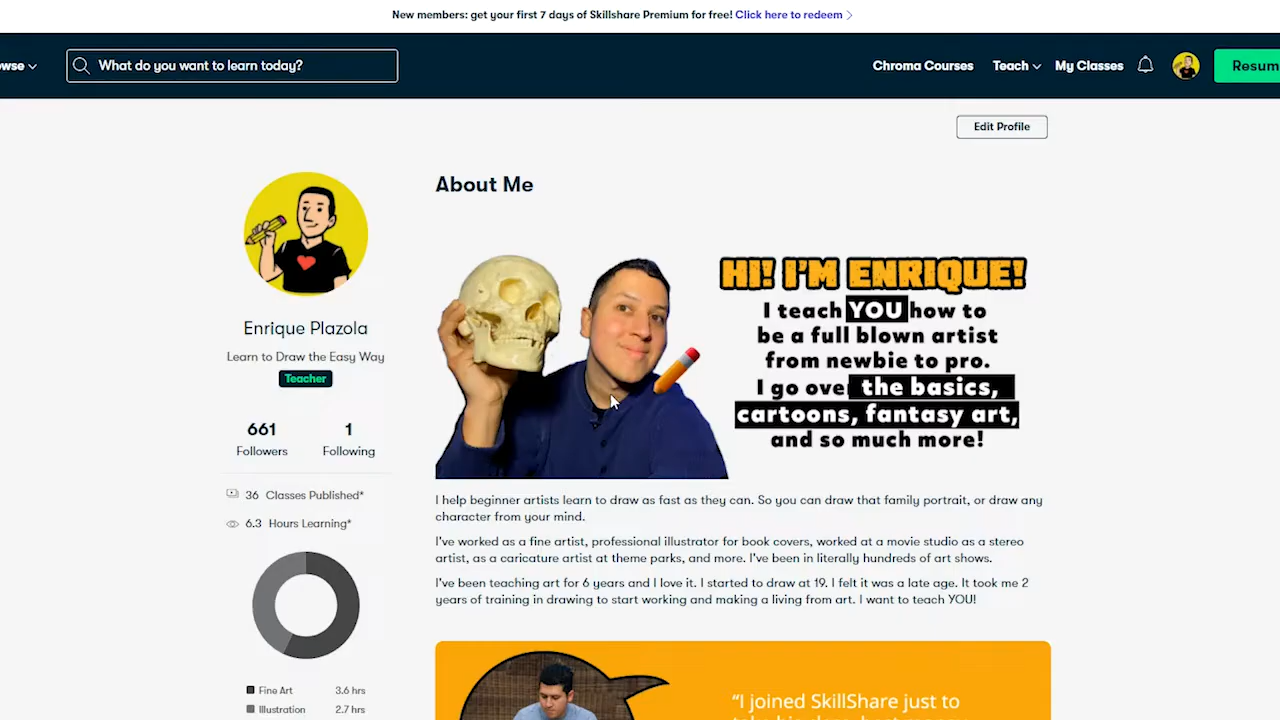 New members: get your first 7 days of Skillshare Premium for free! Click here to redeem
What do you want to learn today?
Chroma Courses
Teach
My Classes
Edit Profile
About Me
HI! I'M ENRIQUE!
I teach YOU how to
be a full blown artist
from newbie to pro.
I go over the basics,
cartoons, fantasy art,
and so much more!
Enrique Plazola
Learn to Draw the Easy Way
Teacher
661 1
Followers Following
36 Classes Published*
6.3 Hours Learning*
Fine Art 3.6 hrs
Illustration 2.7 hrs
I help beginner artists learn to draw as fast as they can. So you can draw that family portrait, or draw any
character from your mind.
I've worked as a fine artist, professional illustrator for book covers, worked at a movie studio as a stereo
artist, as a caricature artist at theme parks, and more. I've been in literally hundreds of art shows.
I've been teaching art for 6 years and I love it. I started to draw at 19. I felt it was a late age. It took me 2
years of training in drawing to start working and making a living from art. I want to teach YOU!
"I joined SkillShare just to